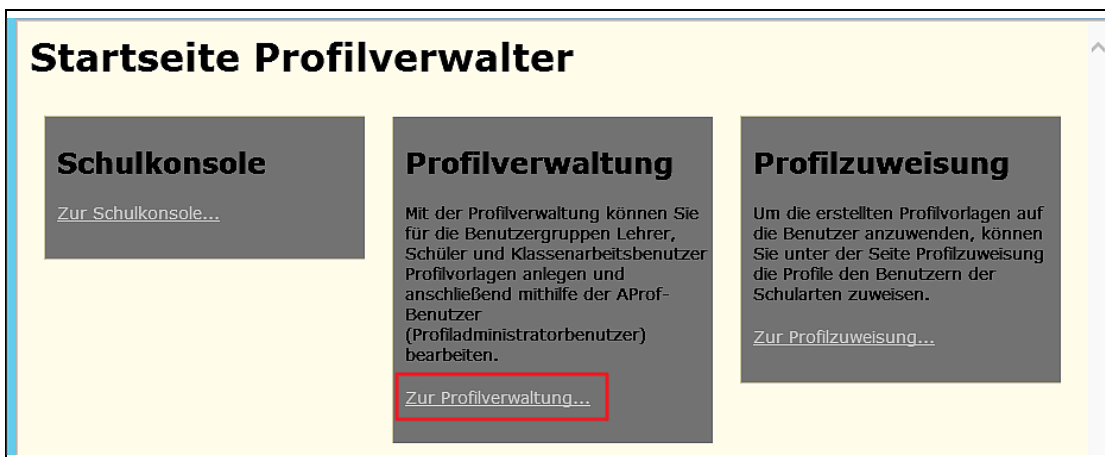 Startseite Profilverwalter
Schulkonsole
Zur Schulkonsole...
Profilverwaltung
Mit der Profilverwaltung können Sie
für die Benutzergruppen Lehrer,
Schüler und Klassenarbeitsbenutzer
Profilvorlagen anlegen und
anschließend mithilfe der AProf-
Benutzer
(Profiladministratorbenutzer)
bearbeiten.
Zur Profilverwaltung...
Profilzuweisung
Um die erstellten Profilvorlagen auf
die Benutzer anzuwenden, können
Sie unter der Seite Profilzuweisung
die Profile den Benutzern der
Schularten zuweisen.
Zur Profilzuweisung...